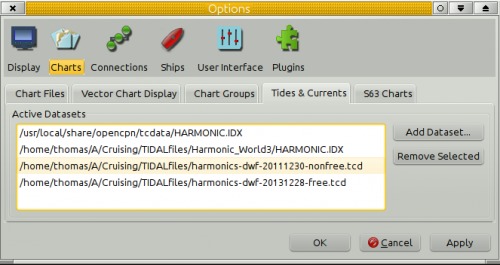 Options
Display Charts Connections Ships User Interface Plugins
Chart Files Vector Chart Display Chart Groups Tides & Currents S63 Charts
Active Datasets
/usr/local/share/opencpn/tcdata/HARMONIC.IDX
/home/thomas/A/Cruising/TIDALfiles/Harmonic_World3/HARMONIC.IDX
/home/thomas/A/Cruising/TIDALfiles/harmonics-dwf-20111230-nonfree.tcd
/home/thomas/A/Cruising/TIDALfiles/harmonics-dwf-20131228-free.tcd
Add Dataset...
Remove Selected
OK Cancel Apply